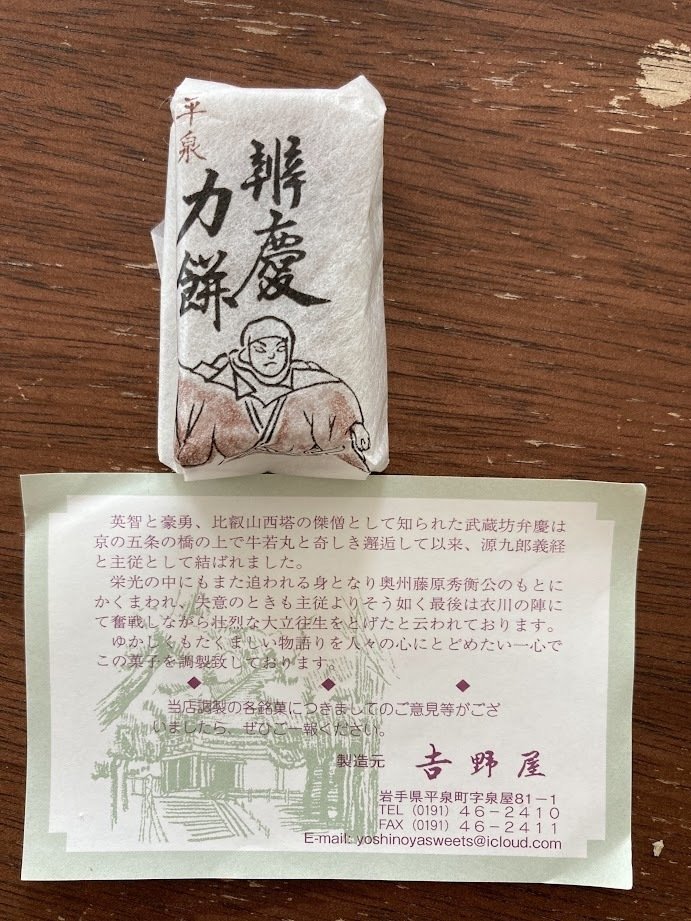 平泉
辨慶
力餅
英智と豪勇、比叡山西塔の傑僧として知られた武蔵坊弁慶は
京の五条の橋の上で牛若丸と奇しき邂逅して以来、源九郎義経
と主従として結ばれました。
栄光の中にもまた追われる身となり奥州藤原秀衡公のもとに
かくまわれ、失意のときも主従よりそう如く最後は衣川の陣に
て奮戦しながら壮烈な大立往生をとげたと云われております。
ゆかしくもたくましい物語りを人々の心にとどめたい一心で
この菓子を調製致しております。
当店調製の各銘菓につきましてのご意見等がござ
いましたら、ぜひご一報ください。
製造元 吉野屋
岩手県平泉町字泉屋81−1
TEL (0191) 46−2410
FAX (0191) 46−2411
E-mail: yoshinoyasweets@icloud.com